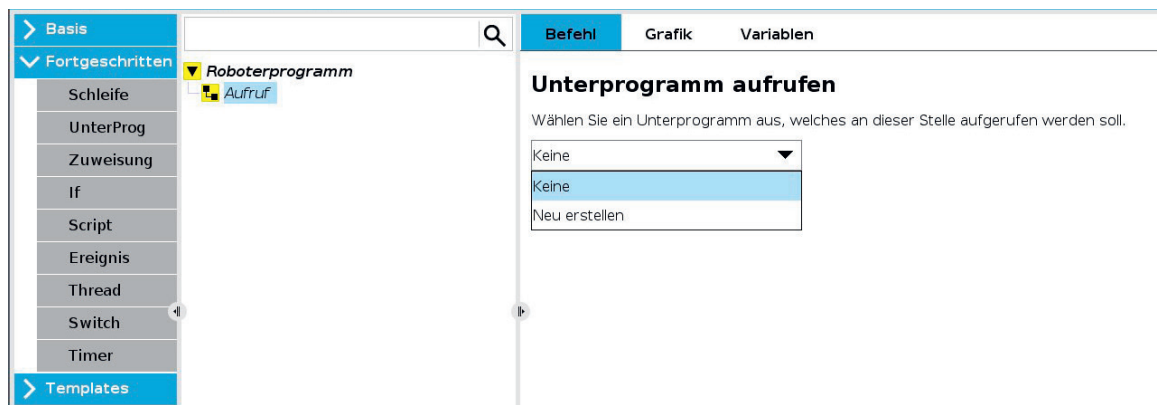 Basis
Fortgeschritten
Schleife
UnterProg
Zuweisung
If
Script
Ereignis
Thread
Switch
Timer
Templates
Roboterprogramm
Aufruf
Befehl Grafik Variablen
Unterprogramm aufrufen
Wählen Sie ein Unterprogramm aus, welches an dieser Stelle aufgerufen werden soll.
Keine
Keine
Neu erstellen